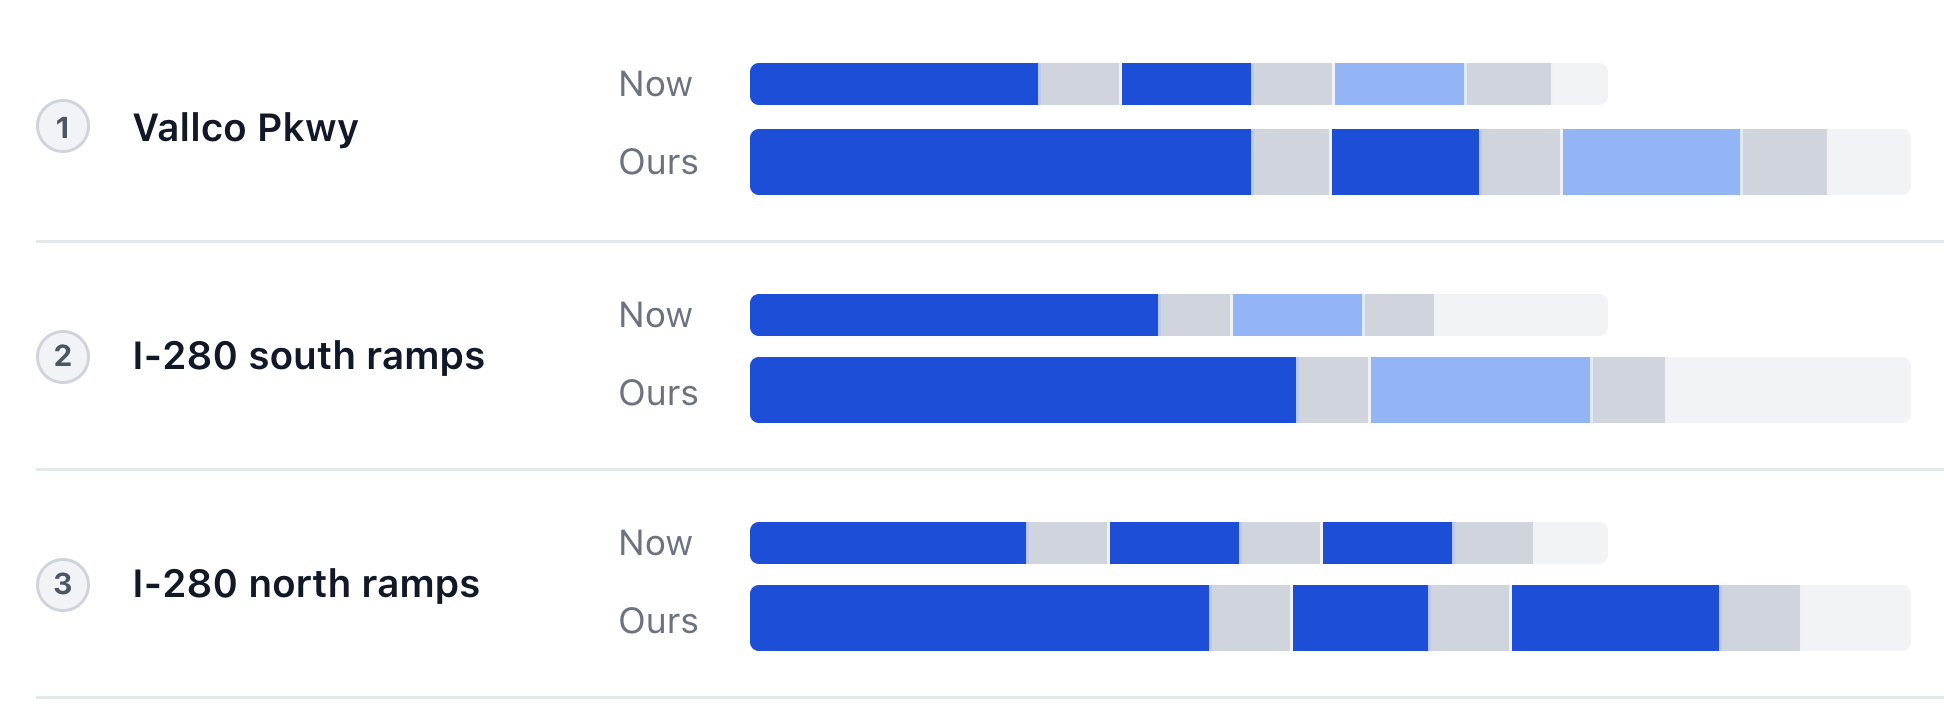 Now
1 Vallco Pkwy
Ours
Now
2 I-280 south ramps
Ours
Now
3 I-280 north ramps
Ours